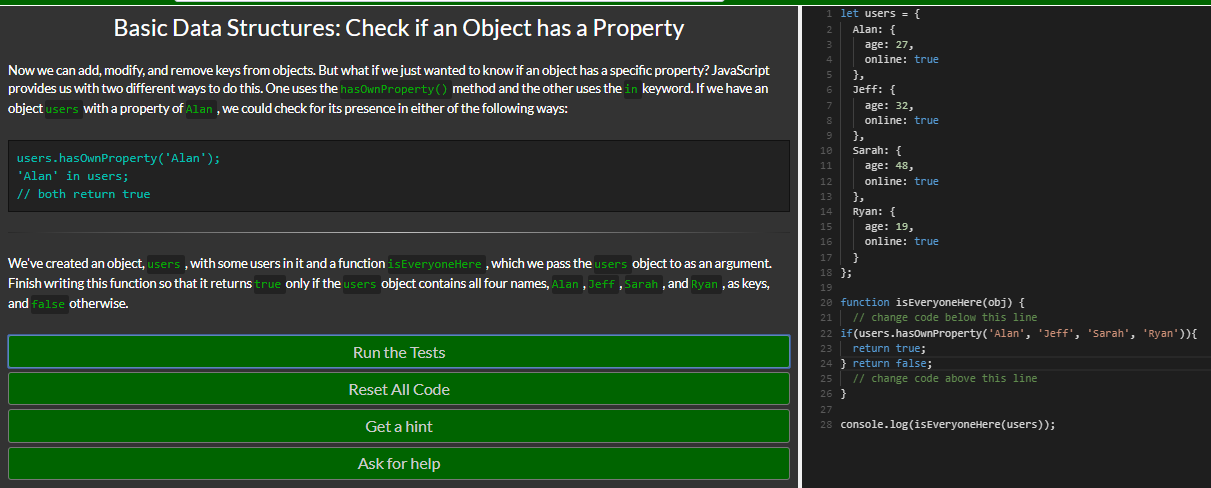 Basic Data Structures: Check if an Object has a Property
Now we can add, modify, and remove keys from objects. But what if we just wanted to know if an object has a specific property? JavaScript
provides us with two different ways to do this. One uses the hasOwnProperty() method and the other uses the in keyword. If we have an
object users with a property of Alan , we could check for its presence in either of the following ways:
users.hasOwnProperty('Alan');
'Alan' in users;
// both return true
We've created an object, users , with some users in it and a function isEveryoneHere , which we pass the users object to as an argument.
Finish writing this function so that it returns true only if the users object contains all four names, Alan , Jeff , Sarah , and Ryan , as keys,
and false otherwise.
Run the Tests
Reset All Code
Get a hint
Ask for help
1 let users = {
2 Alan: {
3 age: 27,
4 online: true
5 },
6 Jeff: {
7 age: 32,
8 online: true
9 },
10 Sarah: {
11 age: 48,
12 online: true
13 },
14 Ryan: {
15 age: 19,
16 online: true
17 }
18 };
19
20 function isEveryoneHere(obj) {
21 // change code below this line
22 if(users.hasOwnProperty('Alan', 'Jeff', 'Sarah', 'Ryan')){
23 return true;
24 } return false;
25 // change code above this line
26 }
27
28 console.log(isEveryoneHere(users));